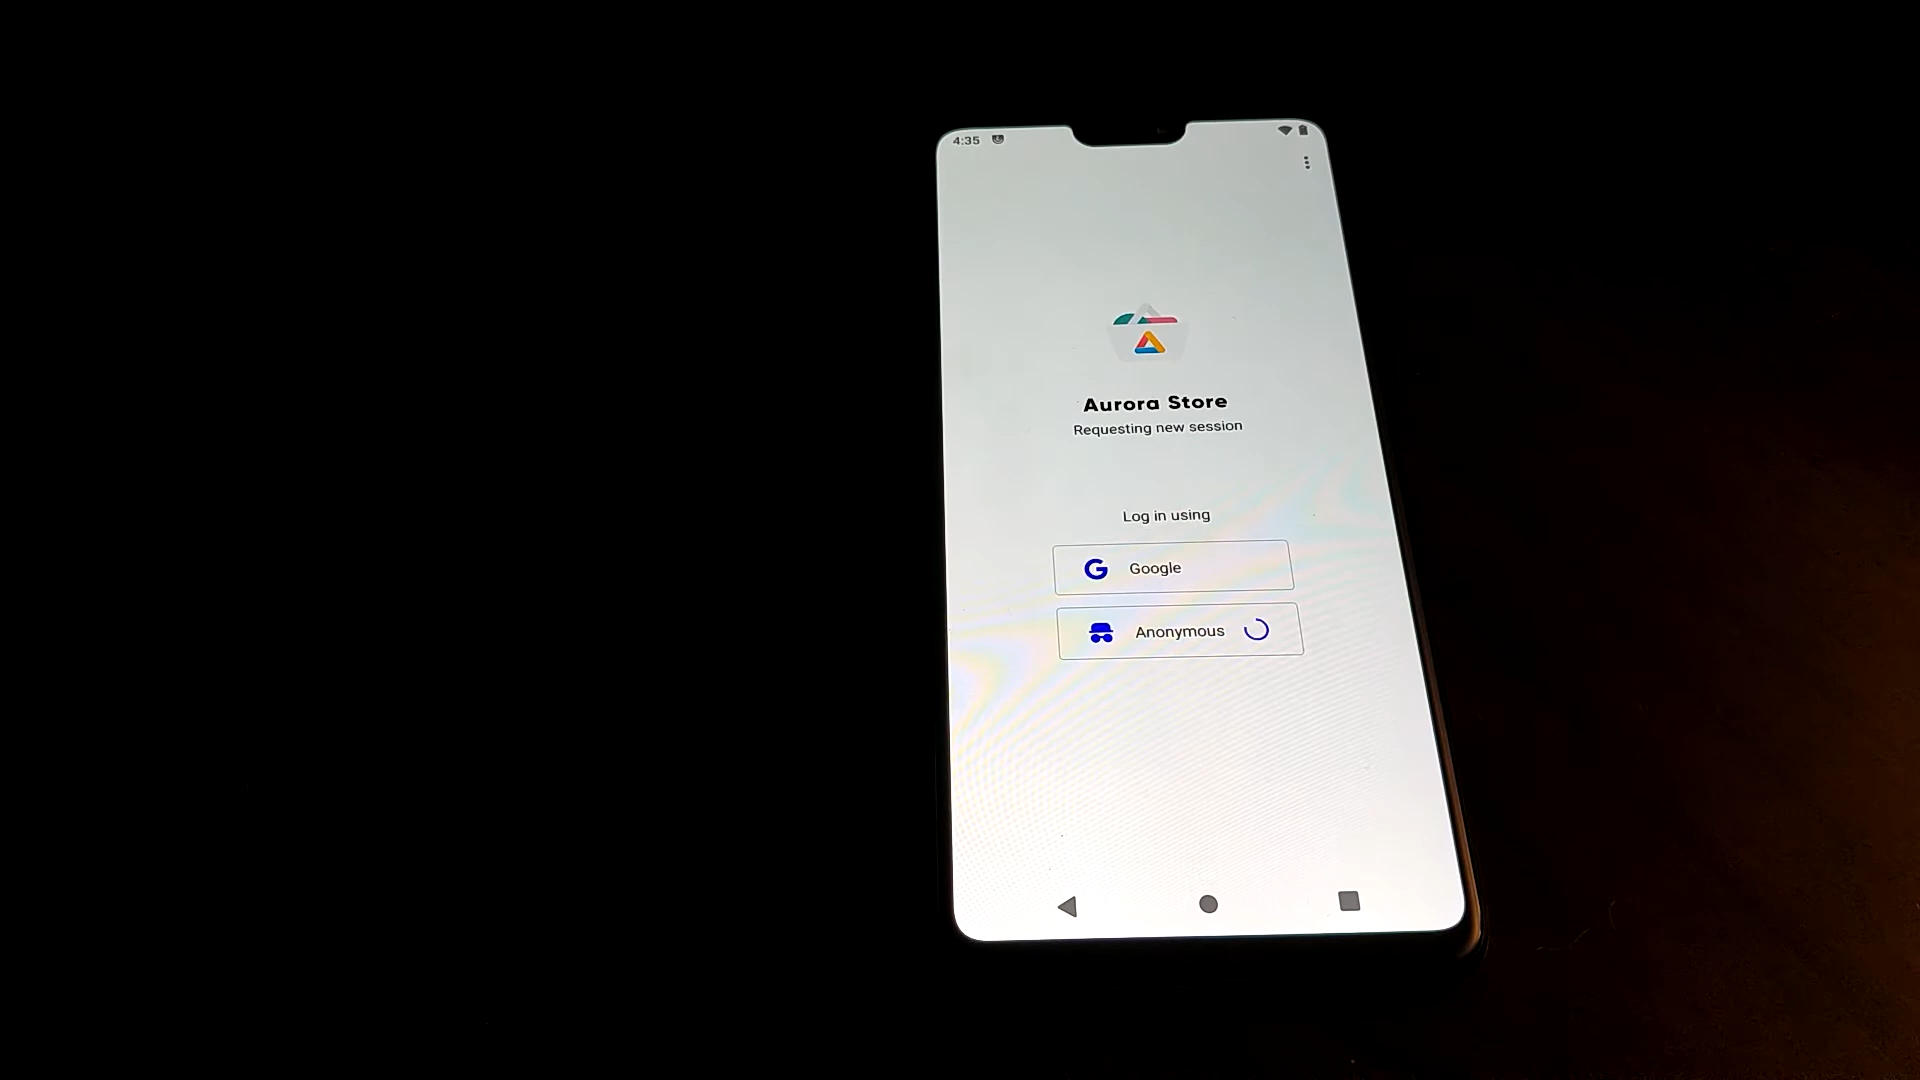 4:35
Aurora Store
Requesting new session
Log in using
Google
Anonymous